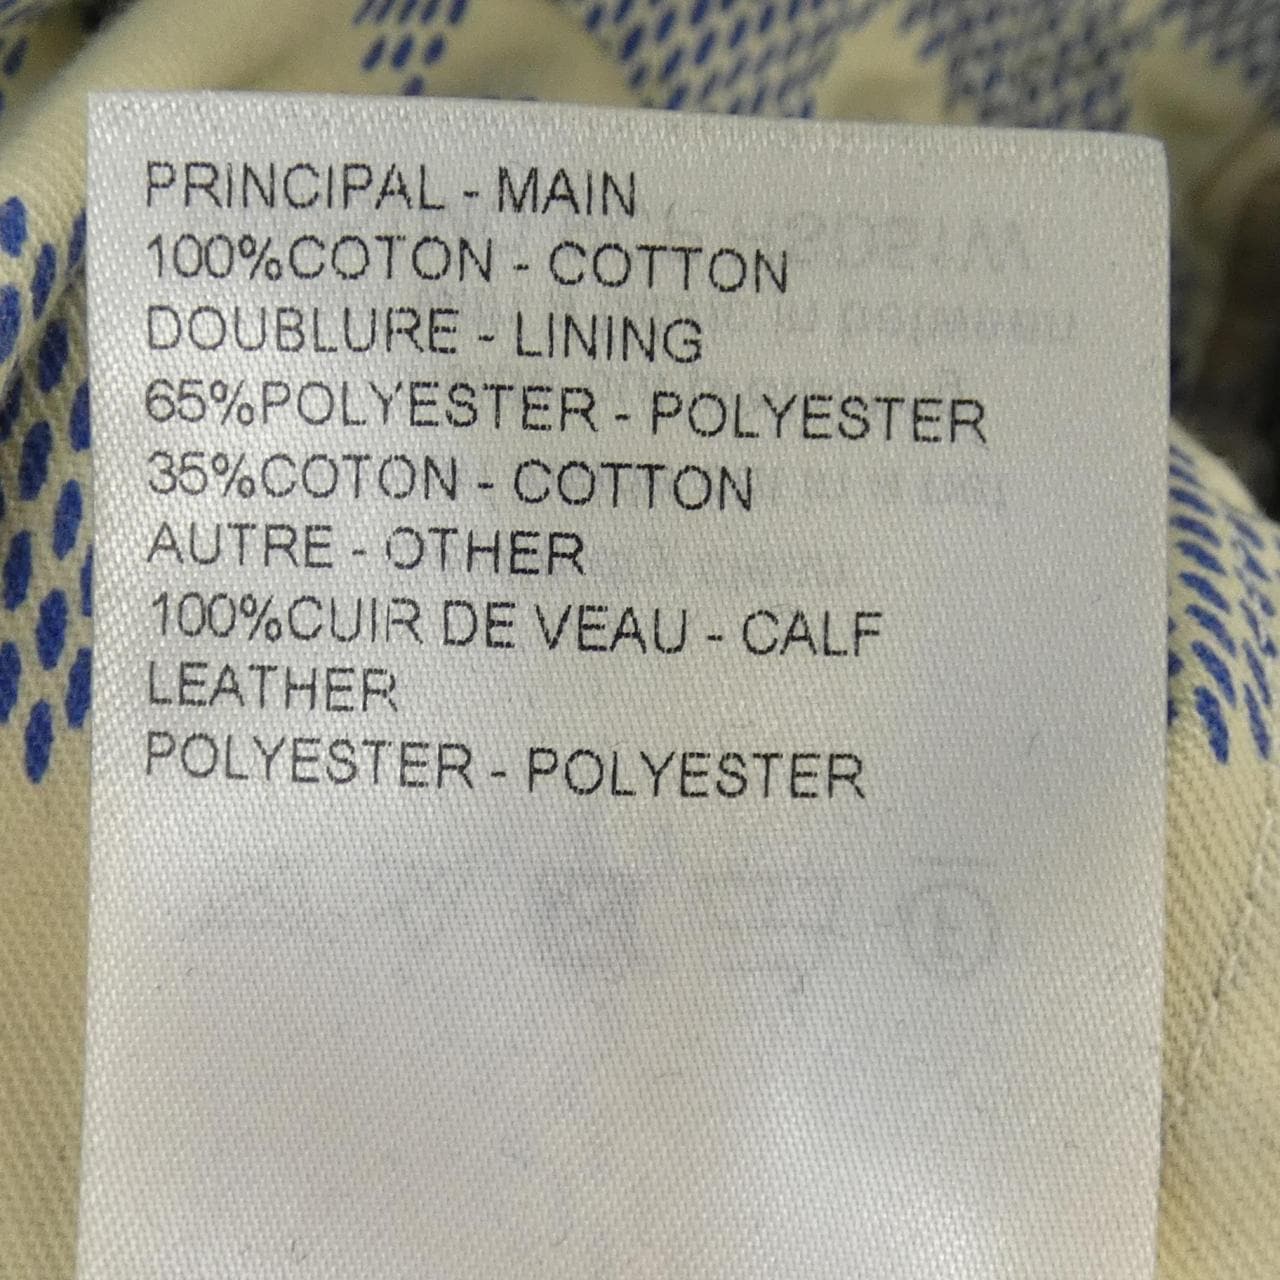 PRINCIPAL - MAIN
100%COTON - COTTON
DOUBLURE - LINING
65%POLYESTER - POLYESTER
35%COTON - COTTON
AUTRE - OTHER
100%CUIR DE VEAU - CALF
LEATHER
POLYESTER - POLYESTER